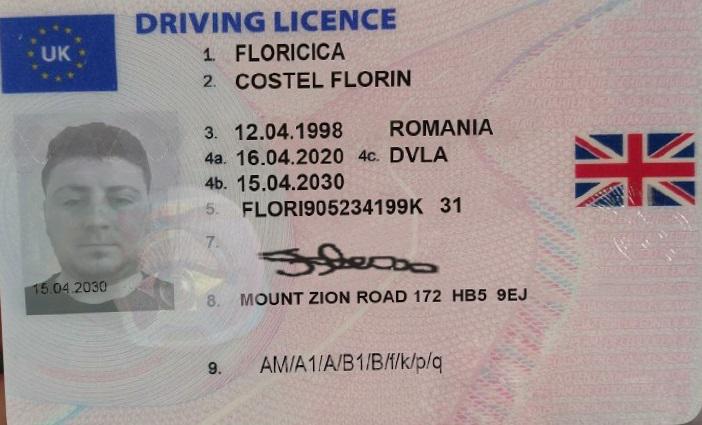 DRIVING LICENCE
UK
1. FLORICICA
2. COSTEL FLORIN
3. 12.04.1998 ROMANIA
4a. 16.04.2020 4c. DVLA
4b. 15.04.2030
5. FLORI905234199K 31
7.
15.04.2030
8. MOUNT ZION ROAD 172 HB5 9EJ
9. AM/A1/A/B1/B/f/k/p/q